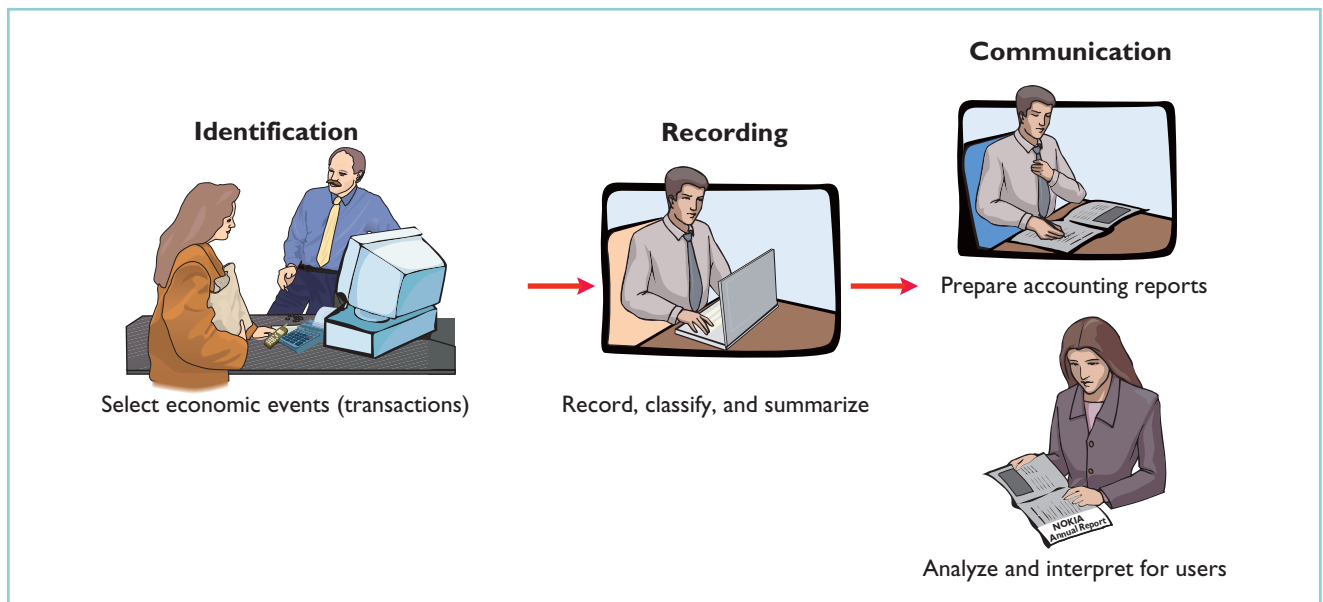 Identification
Select economic events (transactions)
Recording
Record, classify, and summarize
Communication
Prepare accounting reports
NOKIA
Annual Report
Analyze and interpret for users